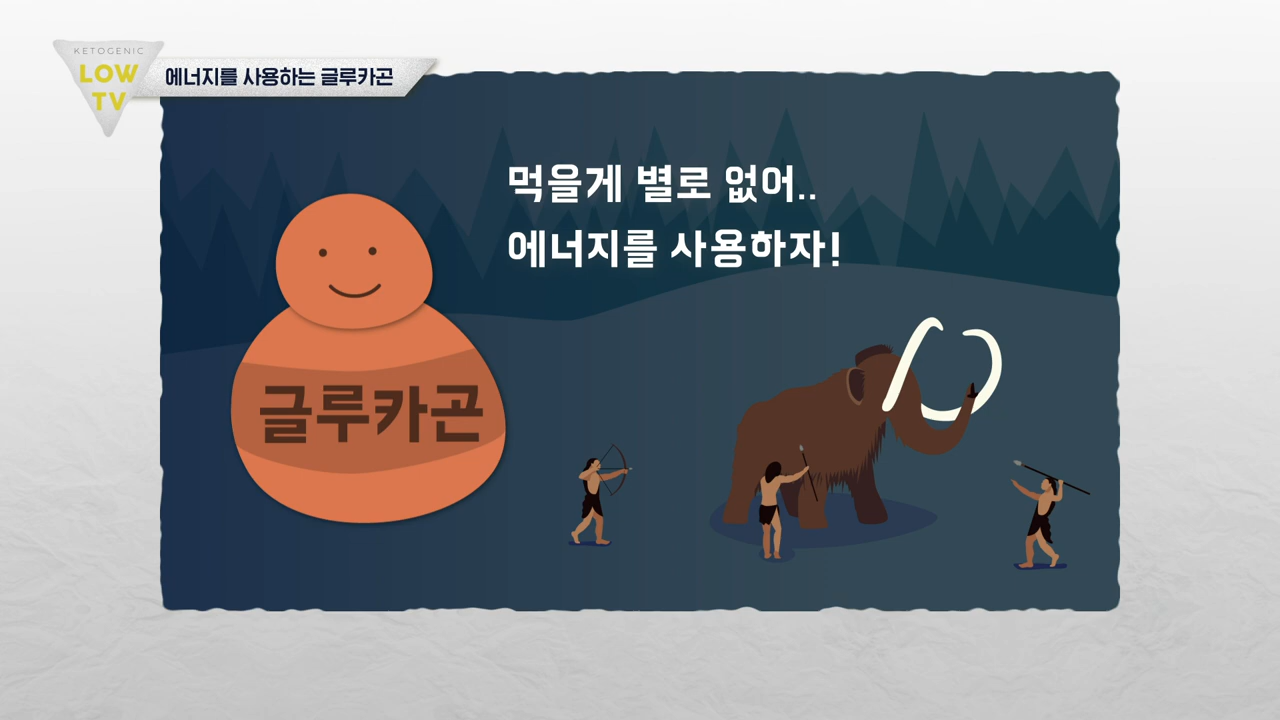 KETOGENIC
LOW
TV
에너지를 사용하는 글루카곤
먹을게 별로 없어..
에너지를 사용하자!
글루카곤